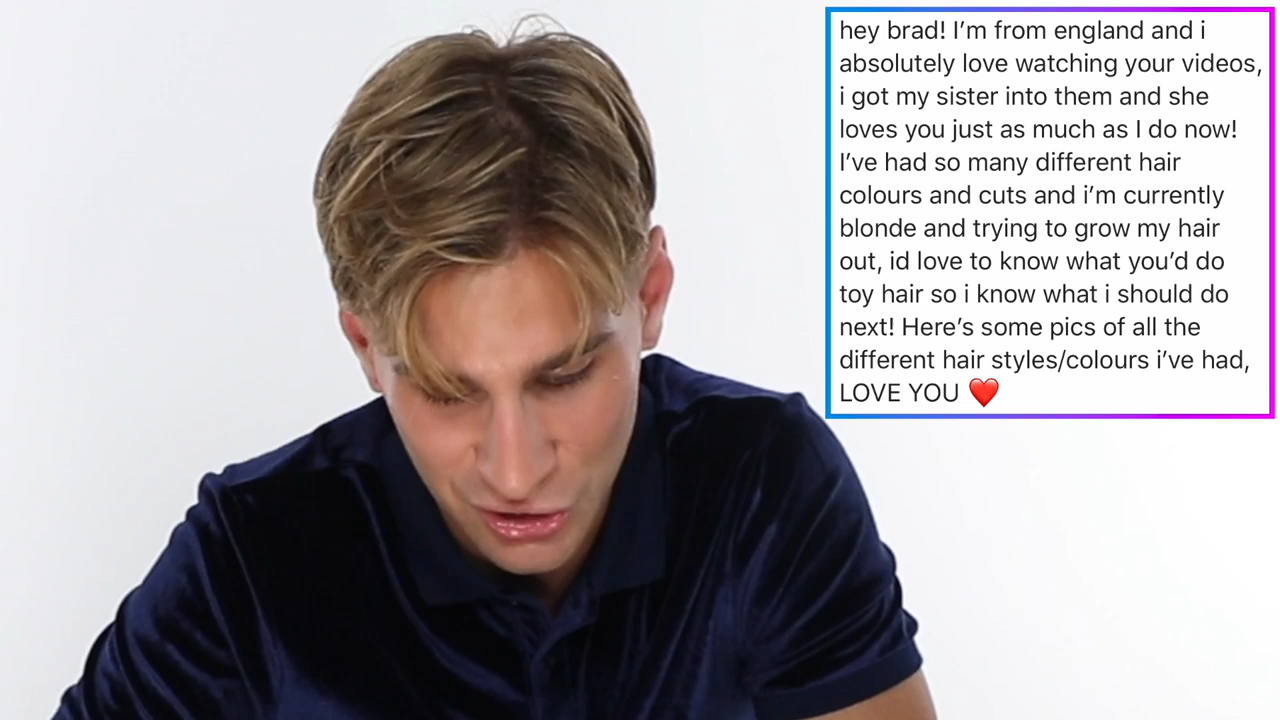 hey brad! I’m from england and i
absolutely love watching your videos,
i got my sister into them and she
loves you just as much as I do now!
I’ve had so many different hair
colours and cuts and i’m currently
blonde and trying to grow my hair
out, id love to know what you’d do
toy hair so i know what i should do
next! Here’s some pics of all the
different hair styles/colours i’ve had,
LOVE YOU ❤️